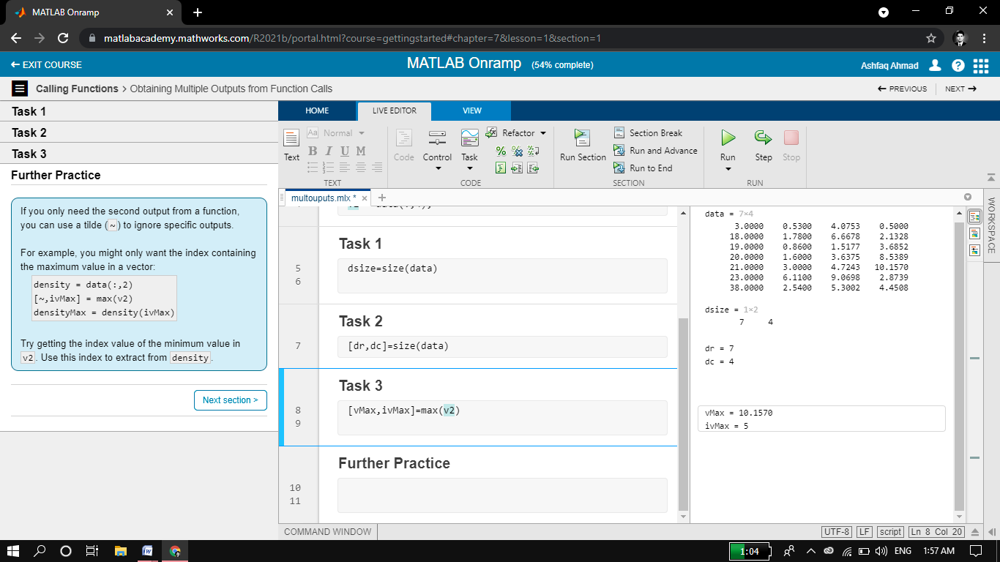 MATLAB Onramp
matlabacademy.mathworks.com/R2021b/portal.html?course=gettingstarted#chapter=7&lesson=1&section=1
← EXIT COURSE
MATLAB Onramp (54% complete)
Ashfaq Ahmad
Calling Functions > Obtaining Multiple Outputs from Function Calls
← PREVIOUS
NEXT →
Task 1
Task 2
Task 3
Further Practice
If you only need the second output from a function,
you can use a tilde (~) to ignore specific outputs.
For example, you might only want the index containing
the maximum value in a vector:
density = data(:,2)
[~,ivMax] = max(v2)
densityMax = density(ivMax)
Try getting the index value of the minimum value in
v2. Use this index to extract from density.
Next section >
HOME
LIVE EDITOR
VIEW
Text
Aa Normal
B I U M
TEXT
Code
Control
Task
Refactor
CODE
Run Section
Section Break
Run and Advance
Run to End
SECTION
Run
Step
Stop
RUN
multouputs.mlx *
Task 1
5 dsize=size(data)
6
Task 2
7 [dr,dc]=size(data)
Task 3
8 [vMax,ivMax]=max(v2)
9
Further Practice
10
11
data = 7×4
3.0000 0.5300 4.0753 0.5000
18.0000 1.7800 6.6678 2.1328
19.0000 0.8600 1.5177 3.6852
20.0000 1.6000 3.6375 8.5389
21.0000 3.0000 4.7243 10.1570
23.0000 6.1100 9.0698 2.8739
38.0000 2.5400 5.3002 4.4508
dsize = 1×2
7 4
dr = 7
dc = 4
vMax = 10.1570
ivMax = 5
WORKSPACE
COMMAND WINDOW
UTF-8
LF
script
Ln 8 Col 20
1:04
ENG
1:57 AM